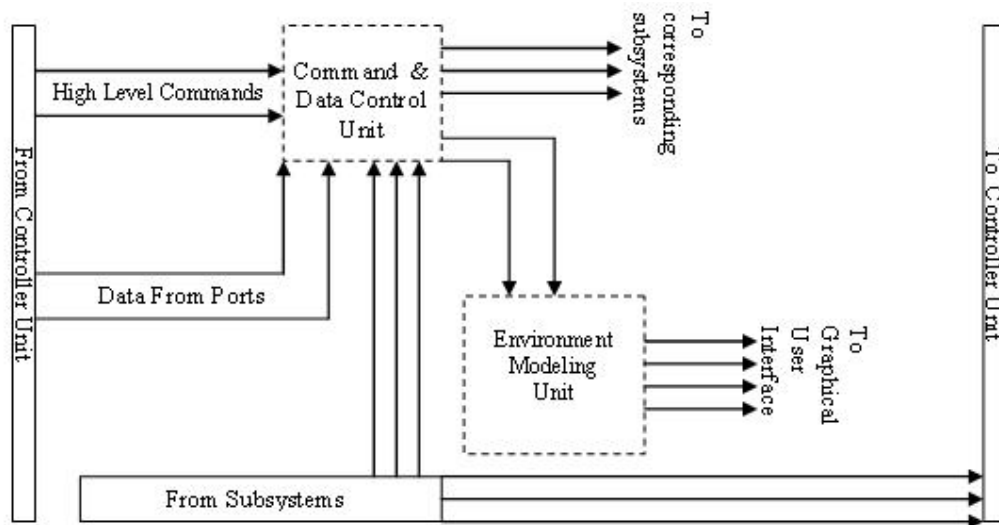 From Controller Unit
High Level Commands
Command &
Data Control
Unit
To
corresponding
subsystems
Data From Ports
Environment
Modeling
Unit
To
Graphical
User
Interface
From Subsystems
To Controller Unit